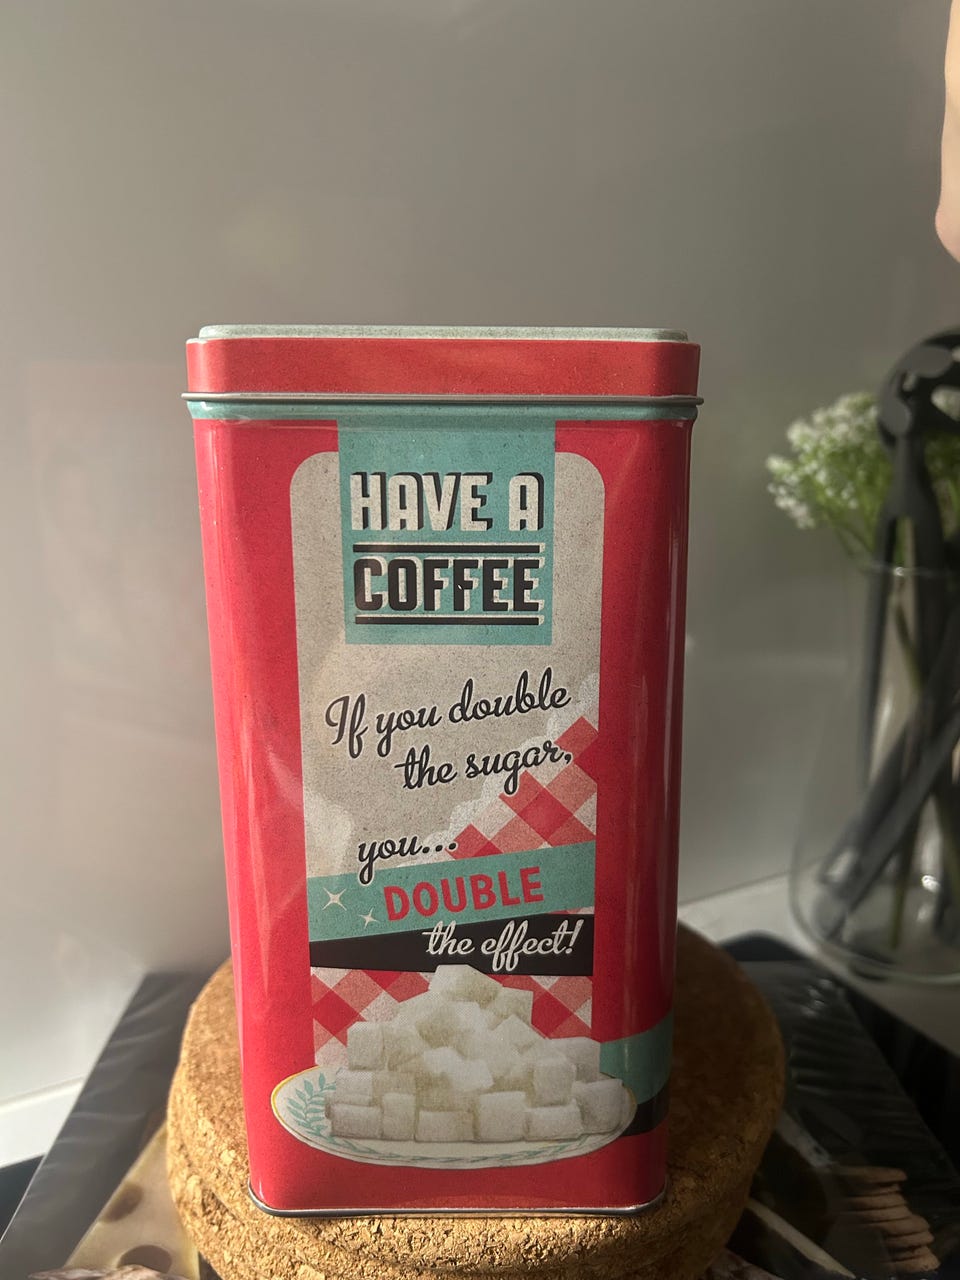 HAVE A
COFFEE
If you double
the sugar,
you...
DOUBLE
the effect!